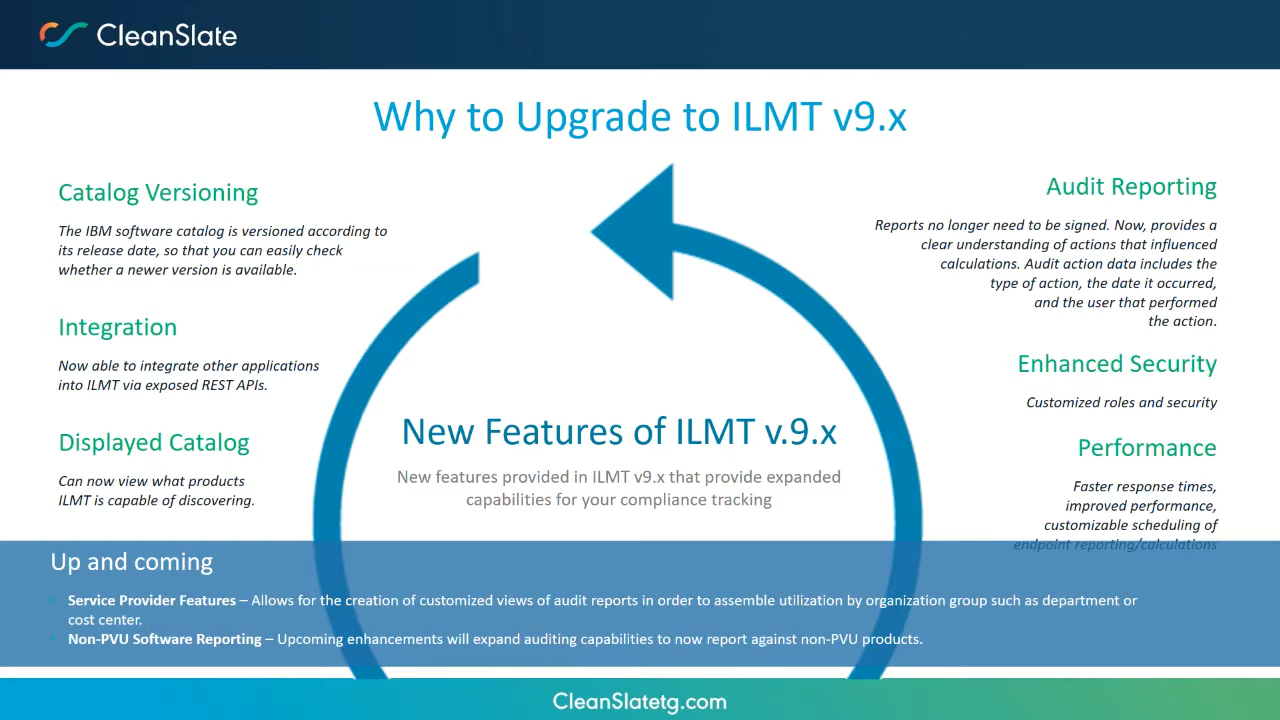 CleanSlate
Why to Upgrade to ILMT v9.x
Catalog Versioning
The IBM software catalog is versioned according to
its release date, so that you can easily check
whether a newer version is available.
Integration
Now able to integrate other applications
into ILMT via exposed REST APIs.
Displayed Catalog
Can now view what products
ILMT is capable of discovering.
New Features of ILMT v.9.x
New features provided in ILMT v9.x that provide expanded
capabilities for your compliance tracking
Audit Reporting
Reports no longer need to be signed. Now, provides a
clear understanding of actions that influenced
calculations. Audit action data includes the
type of action, the date it occurred,
and the user that performed
the action.
Enhanced Security
Customized roles and security
Performance
Faster response times,
improved performance,
customizable scheduling of
endpoint reporting/calculations
Up and coming
• Service Provider Features – Allows for the creation of customized views of audit reports in order to assemble utilization by organization group such as department or
cost center.
• Non-PVU Software Reporting – Upcoming enhancements will expand auditing capabilities to now report against non-PVU products.
CleanSlatetg.com